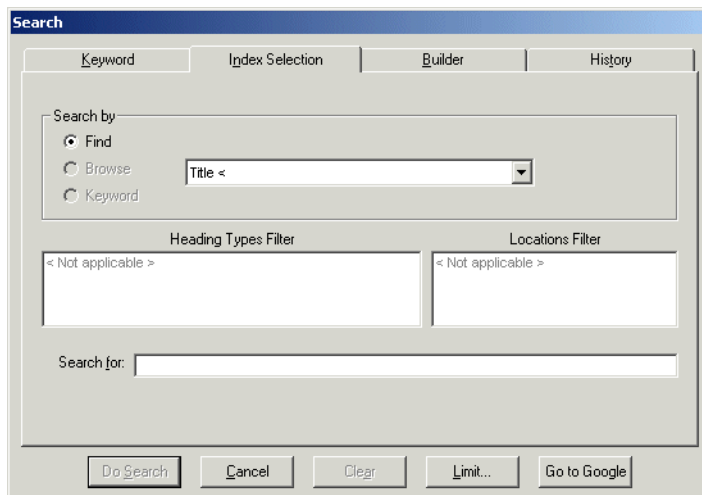 Search
Keyword Index Selection Builder History
Search by
Find
Browse
Title <
Keyword
Heading Types Filter Locations Filter
< Not applicable > < Not applicable >
Search for:
Do Search Cancel Clear Limit... Go to Google